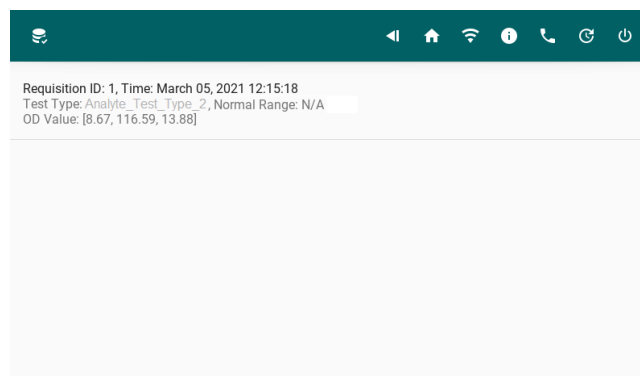 Requisition ID: 1, Time: March 05, 2021 12:15:18
Test Type: Analyte_Test_Type_2, Normal Range: N/A
OD Value: [8.67, 116.59, 13.88]